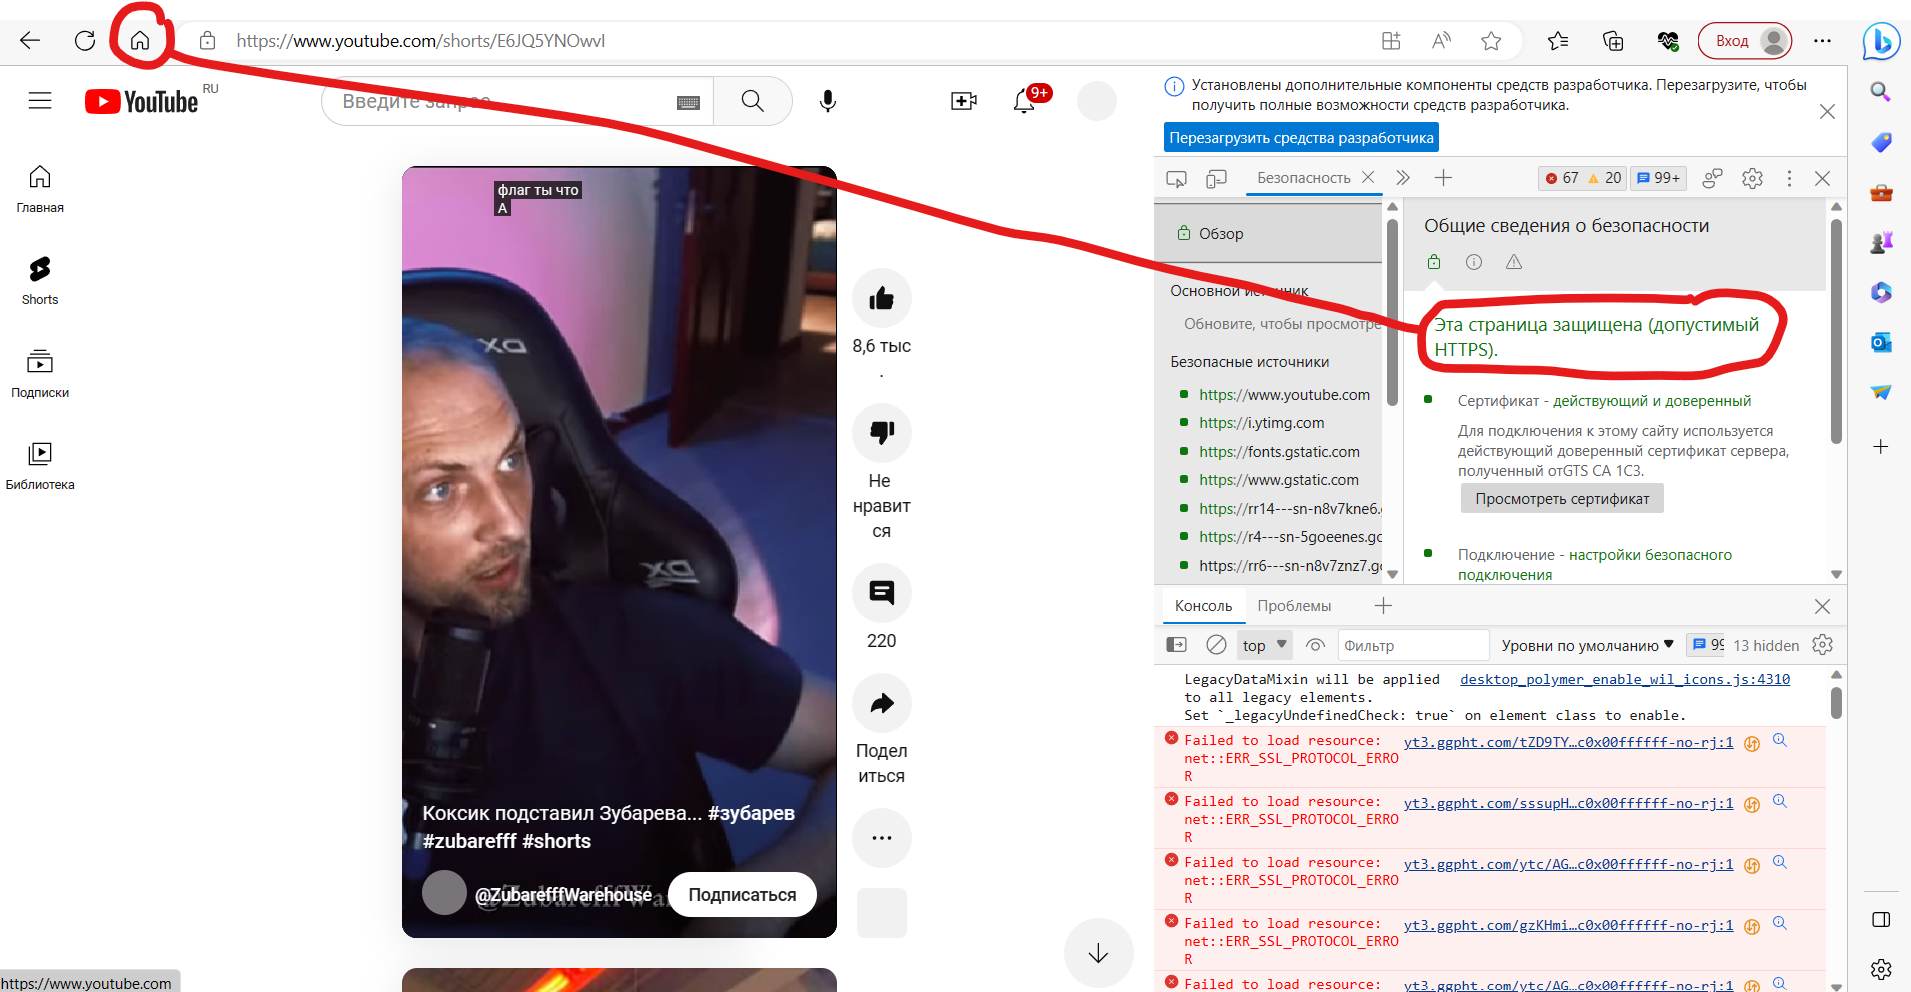 https://www.youtube.com/shorts/E6JQ5YNOwvI
Вход
YouTube RU
Введите запрос
9+
Главная
Shorts
Подписки
Библиотека
флаг ты что
А
8,6 тыс
.
Не
нравит
ся
220
Подел
иться
Коксик подставил Зубарева... #зубарев
#zubarefff #shorts
@ZubarefffWarehouse
Подписаться
https://www.youtube.com
Установлены дополнительные компоненты средств разработчика. Перезагрузите, чтобы
получить полные возможности средств разработчика.
Перезагрузить средства разработчика
Безопасность
67 20 99+
Обзор
Основной источник
Обновите, чтобы просмотре
Безопасные источники
https://www.youtube.com
https://i.ytimg.com
https://fonts.gstatic.com
https://www.gstatic.com
https://rr14---sn-n8v7kne6.
https://r4---sn-5goeenes.gc
https://rr6---sn-n8v7znz7.gc
Общие сведения о безопасности
Эта страница защищена (допустимый
HTTPS).
Сертификат - действующий и доверенный
Для подключения к этому сайту используется
действующий доверенный сертификат сервера,
полученный отGTS CA 1C3.
Просмотреть сертификат
Подключение - настройки безопасного
подключения
Консоль Проблемы
top
Фильтр
Уровни по умолчанию
99
13 hidden
LegacyDataMixin will be applied desktop_polymer_enable_wil_icons.js:4310
to all legacy elements.
Set `_legacyUndefinedCheck: true` on element class to enable.
Failed to load resource: yt3.ggpht.com/tZD9TY…c0x00ffffff-no-rj:1
net::ERR_SSL_PROTOCOL_ERRO
R
Failed to load resource: yt3.ggpht.com/sssupH…c0x00ffffff-no-rj:1
net::ERR_SSL_PROTOCOL_ERRO
R
Failed to load resource: yt3.ggpht.com/ytc/AG…c0x00ffffff-no-rj:1
net::ERR_SSL_PROTOCOL_ERRO
R
Failed to load resource: yt3.ggpht.com/gzKHmi…c0x00ffffff-no-rj:1
net::ERR_SSL_PROTOCOL_ERRO
R
Failed to load resource: yt3.ggpht.com/ytc/AG…c0x00ffffff-no-rj:1